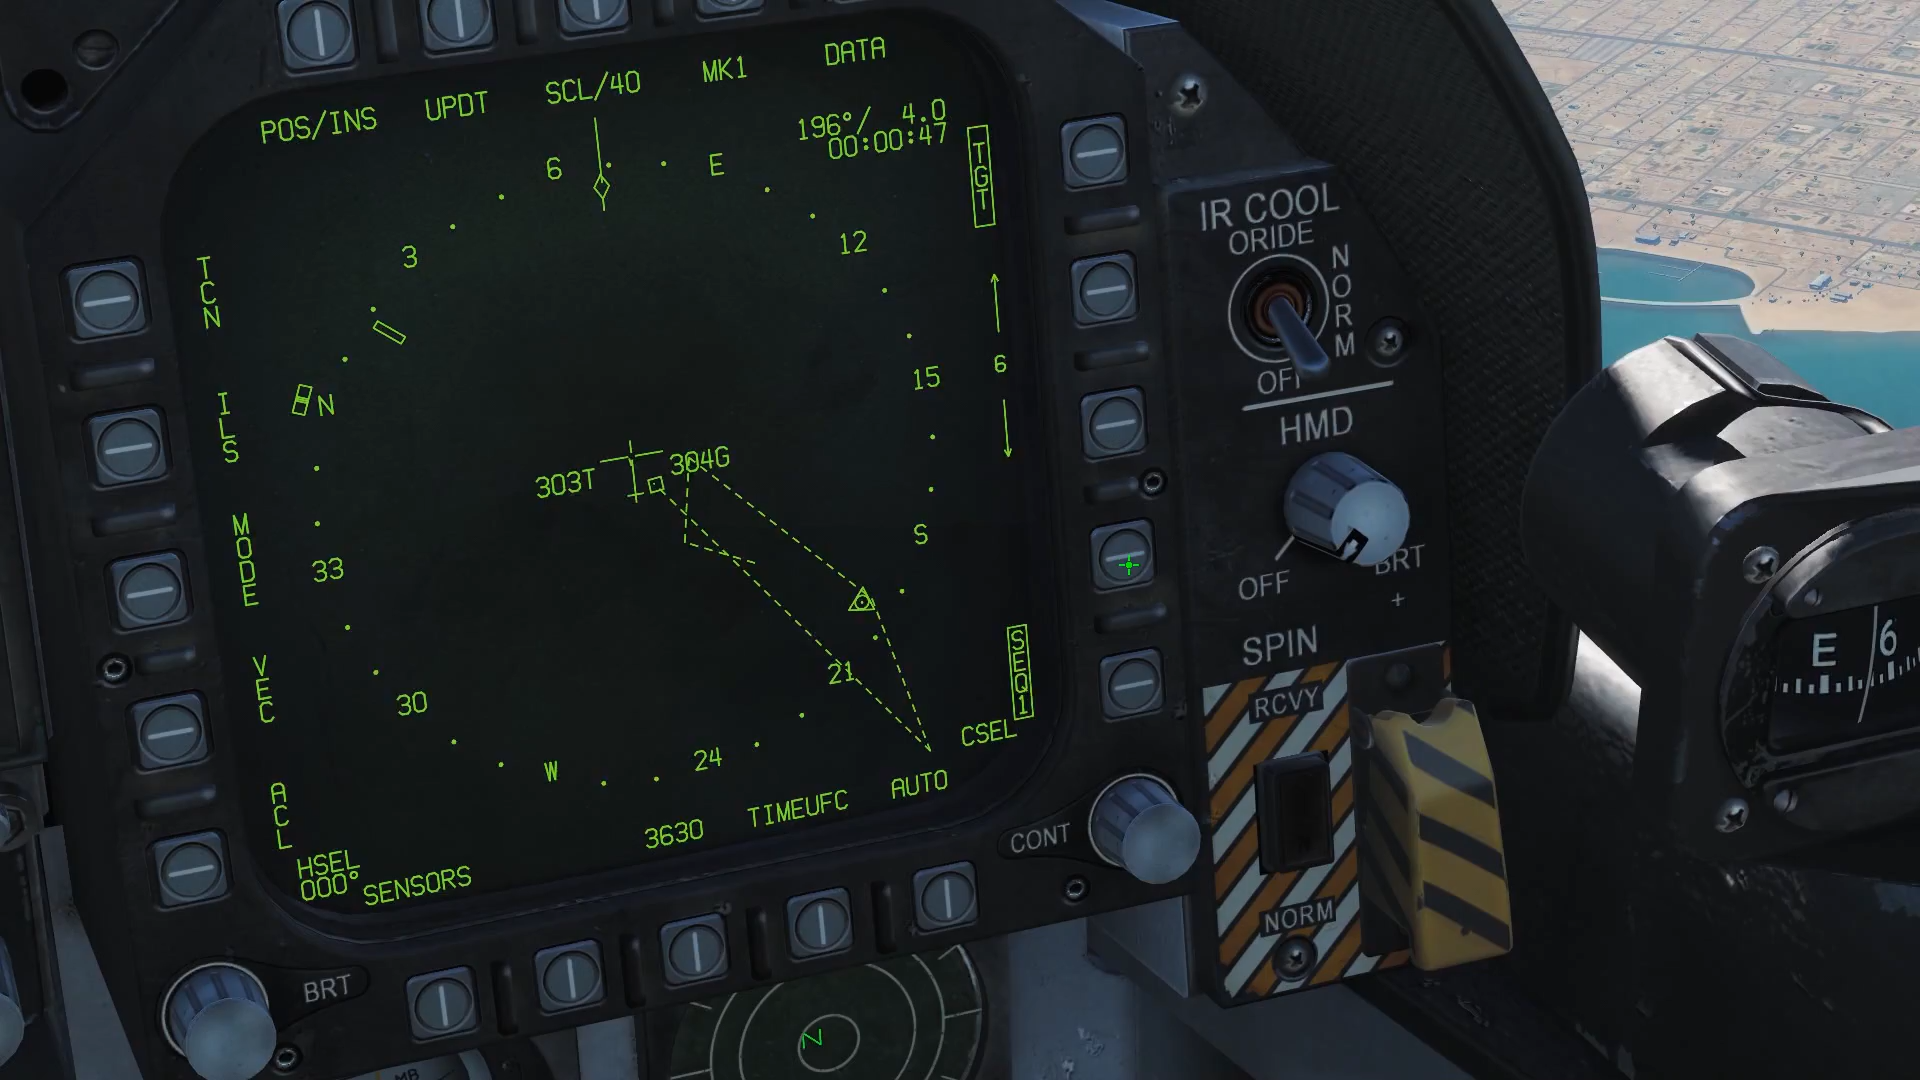 POS/INS UPDT SCL/40 MK1 DATA
196°/ 4.0
00:00:47
TGT
6 E
3 12
TCN
ILS
MODE
VEC
ACL
N 15
6
303T 304G
33 S
30 21
W 24
SEQ1
CSEL
AUTO
TIMEUFC
3630
HSEL
000° SENSORS
BRT
CONT
IR COOL
ORIDE
NORM
OFF
HMD
OFF BRT
+
SPIN
RCVY
NORM
E 6
N
MB